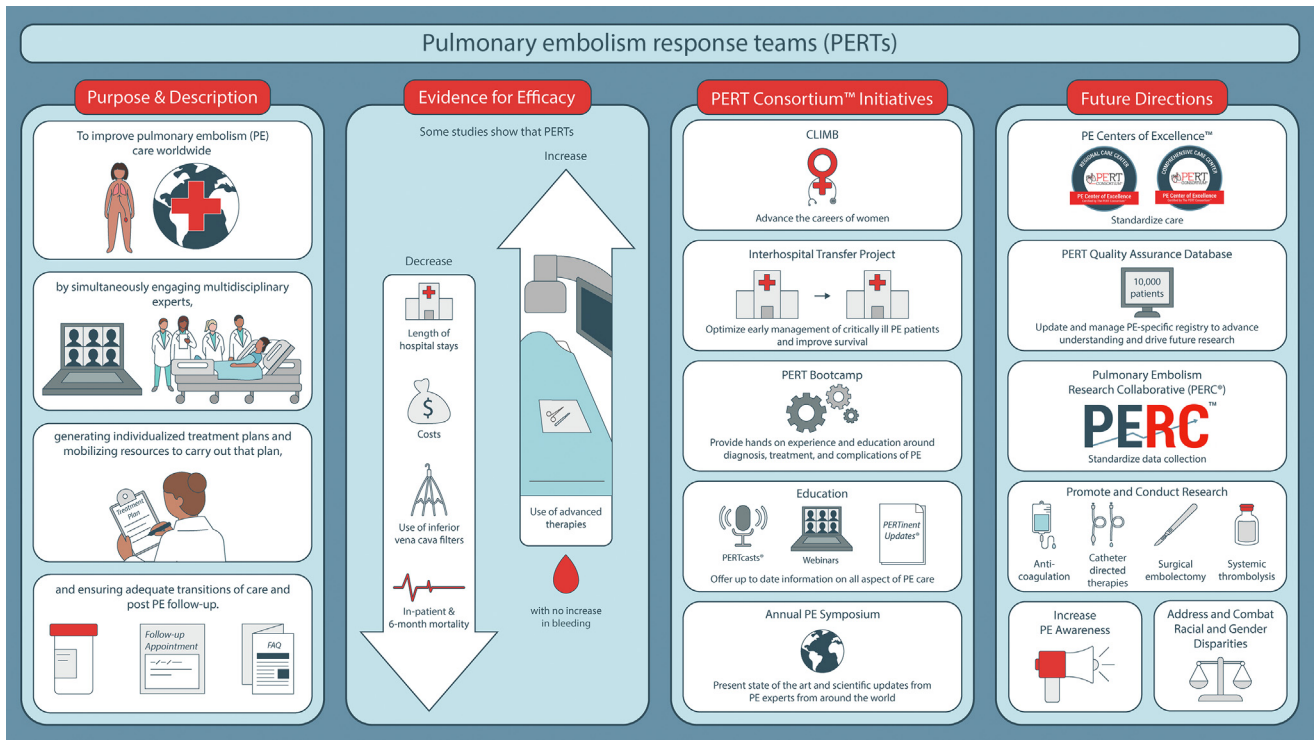 Pulmonary embolism response teams (PERTs)
Purpose & Description
To improve pulmonary embolism (PE)
care worldwide
by simultaneously engaging multidisciplinary
experts,
generating individualized treatment plans and
mobilizing resources to carry out that plan,
Treatment
Plan
and ensuring adequate transitions of care and
post PE follow-up.
Follow-up
Appointment
FAQ
Evidence for Efficacy
Some studies show that PERTs
Increase
Decrease
Length of
hospital stays
$
Costs
Use of inferior
vena cava filters
In-patient &
6-month mortality
Use of advanced
therapies
with no increase
in bleeding
PERT Consortium™ Initiatives
CLIMB
Advance the careers of women
Interhospital Transfer Project
Optimize early management of critically ill PE patients
and improve survival
PERT Bootcamp
Provide hands on experience and education around
diagnosis, treatment, and complications of PE
Education
PERTcasts®
Webinars
PERTinent
Updates®
Offer up to date information on all aspect of PE care
Annual PE Symposium
Present state of the art and scientific updates from
PE experts from around the world
Future Directions
PE Centers of Excellence™
REGIONAL CARE CENTER
PERT
CONSORTIUM
PE Center of Excellence
COMPREHENSIVE CARE CENTER
PERT
CONSORTIUM
PE Center of Excellence
Standardize care
PERT Quality Assurance Database
10,000
patients
Update and manage PE-specific registry to advance
understanding and drive future research
Pulmonary Embolism
Research Collaborative (PERC®)
PERC™
Standardize data collection
Promote and Conduct Research
Anti-
coagulation
Catheter
directed
therapies
Surgical
embolectomy
Systemic
thrombolysis
Increase
PE Awareness
Address and Combat
Racial and Gender
Disparities